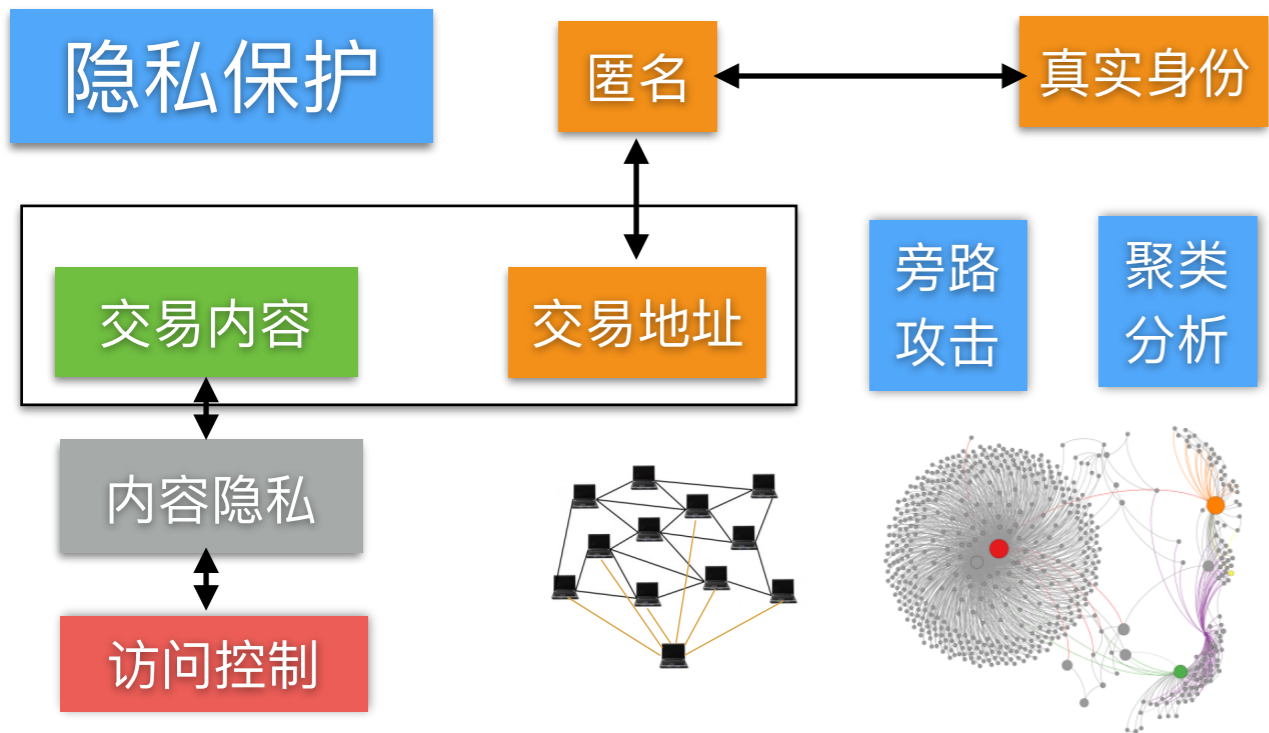 隐私保护
匿名
真实身份
交易内容
交易地址
旁路
攻击
聚类
分析
内容隐私
访问控制